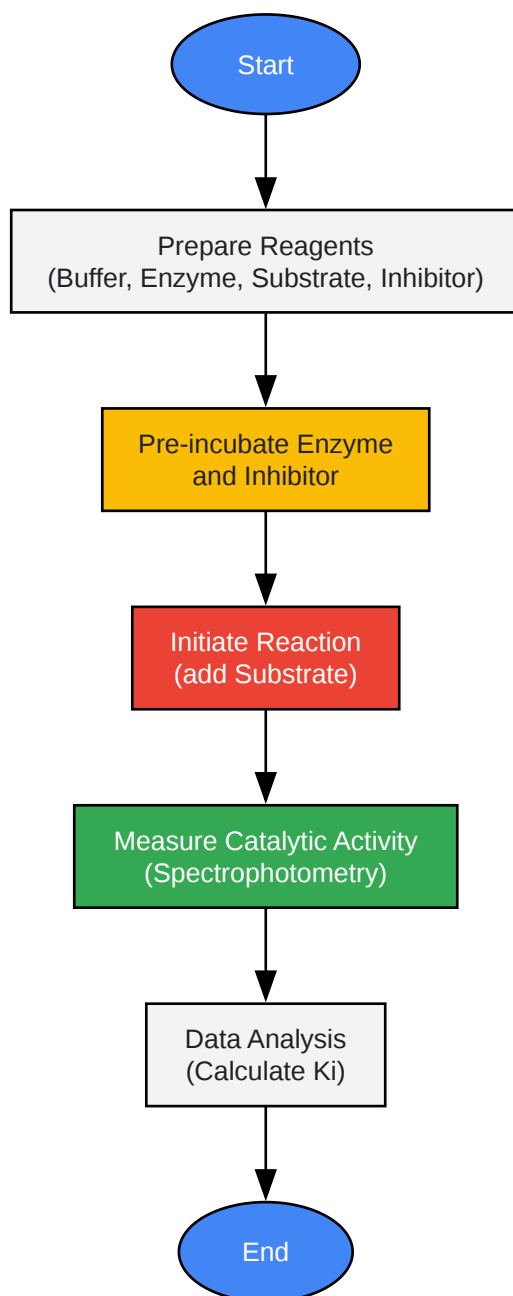 Start
Prepare Reagents
(Buffer, Enzyme, Substrate, Inhibitor)
Pre-incubate Enzyme
and Inhibitor
Initiate Reaction
(add Substrate)
Measure Catalytic Activity
(Spectrophotometry)
Data Analysis
(Calculate Ki)
End